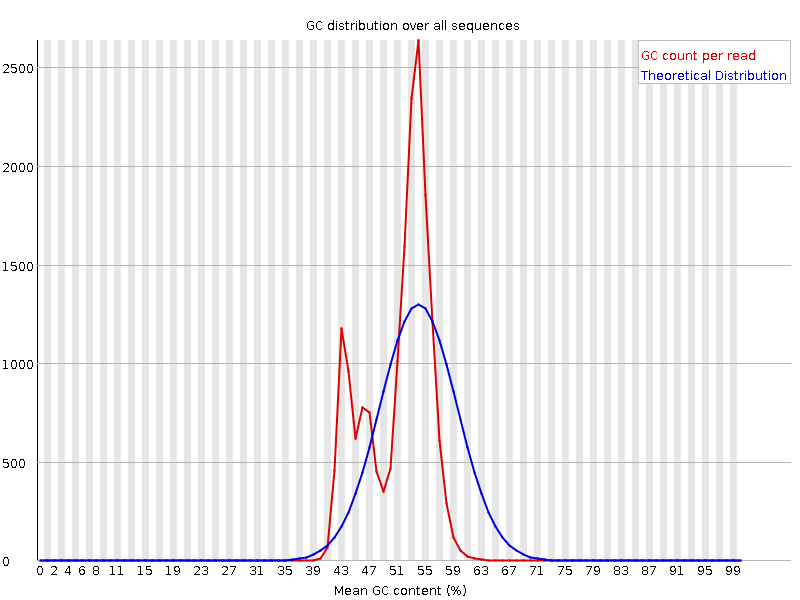 GC distribution over all sequences
GC count per read
Theoretical Distribution
2500
2000
1500
1000
500
0
0 2 4 6 8 11 15 19 23 27 31 35 39 43 47 51 55 59 63 67 71 75 79 83 87 91 95 99
Mean GC content (%)